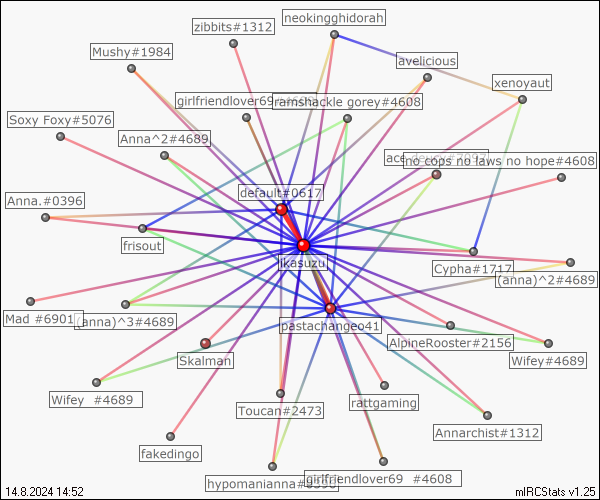 neokingghidorah
zibbits#1312
Mushy#1984
avelicious
xenoyaut
girlfriendlover69
ramshackle gorey#4608
Soxy Foxy#5076
Anna^2#4689
no cops no laws no hope#4608
default#0617
Anna.#0396
frisout
jkasuzu
Cypha#1717
(anna)^2#4689
Mad #6901
(anna)^3#4689
pastachangeo41
AlpineRooster#2156
Wifey#4689
Skalman
Wifey #4689
Toucan#2473
rattgaming
Annarchist#1312
fakedingo
hypomanianna#0396
girlfriendlover69 #4608
14.8.2024 14:52
mIRCStats v1.25